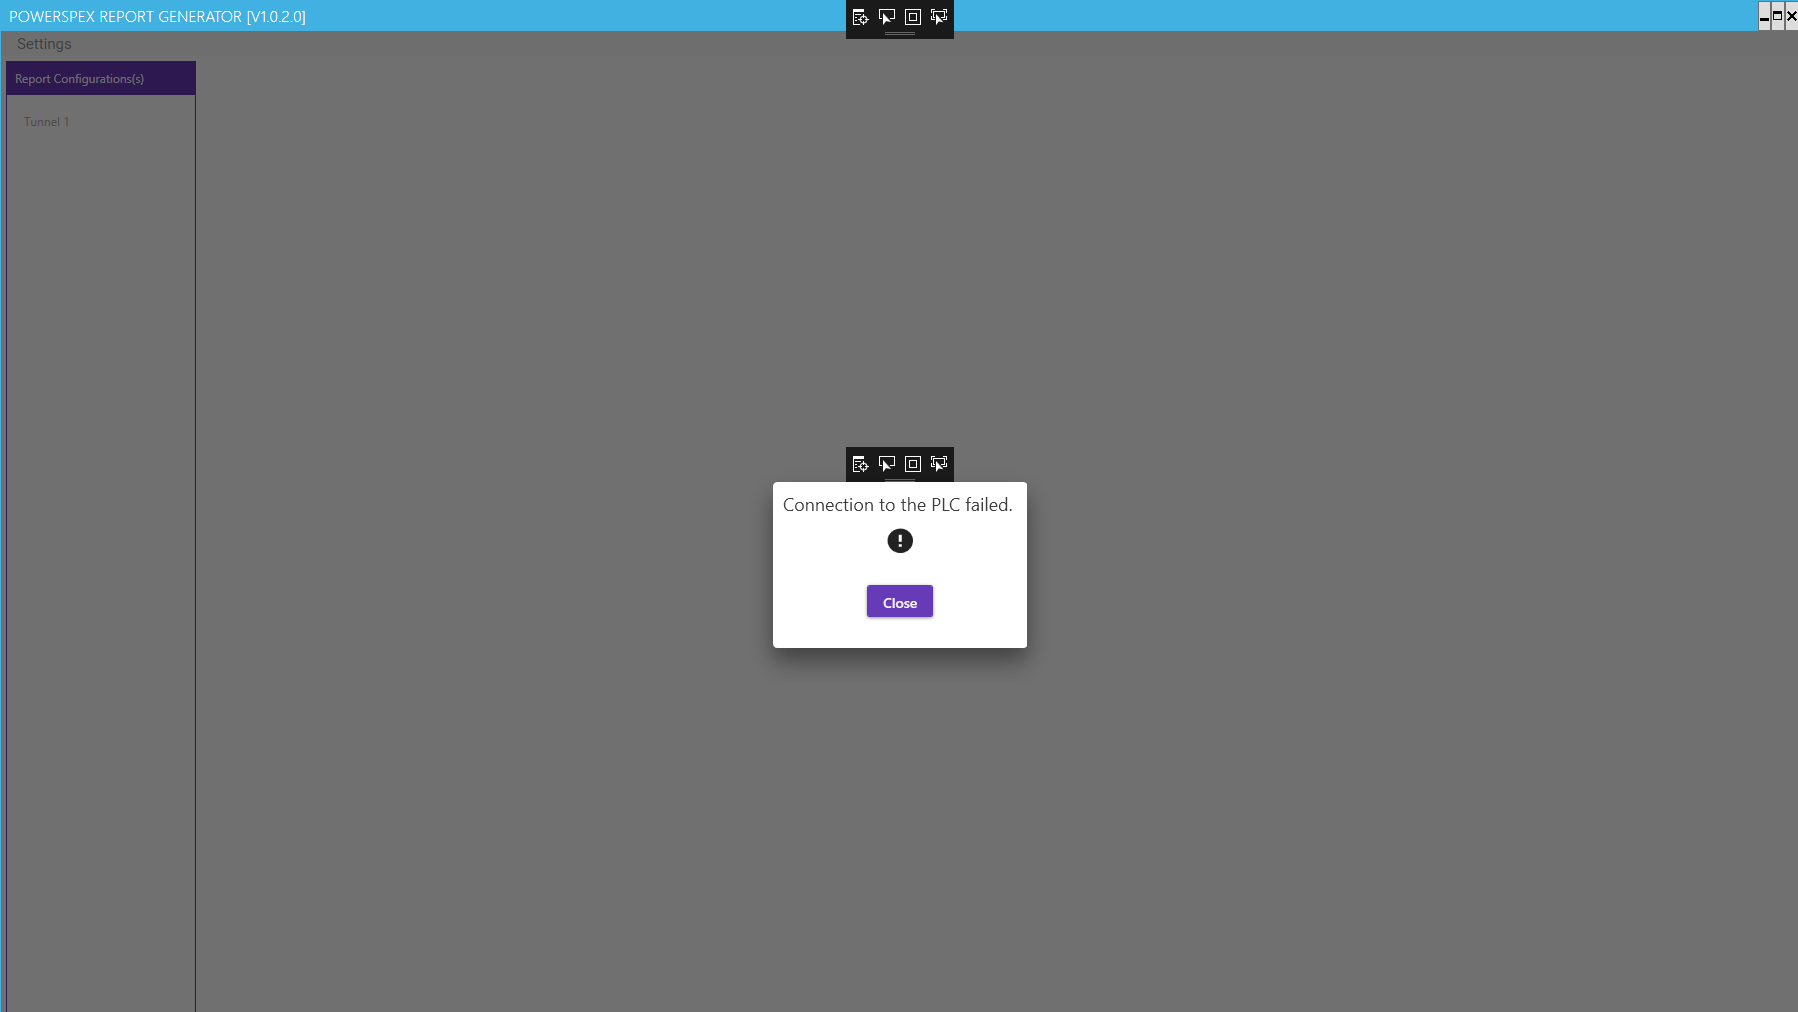 POWERSPEX REPORT GENERATOR [V1.0.2.0]
Settings
Report Configurations(s)
Tunnel 1
Connection to the PLC failed.
Close